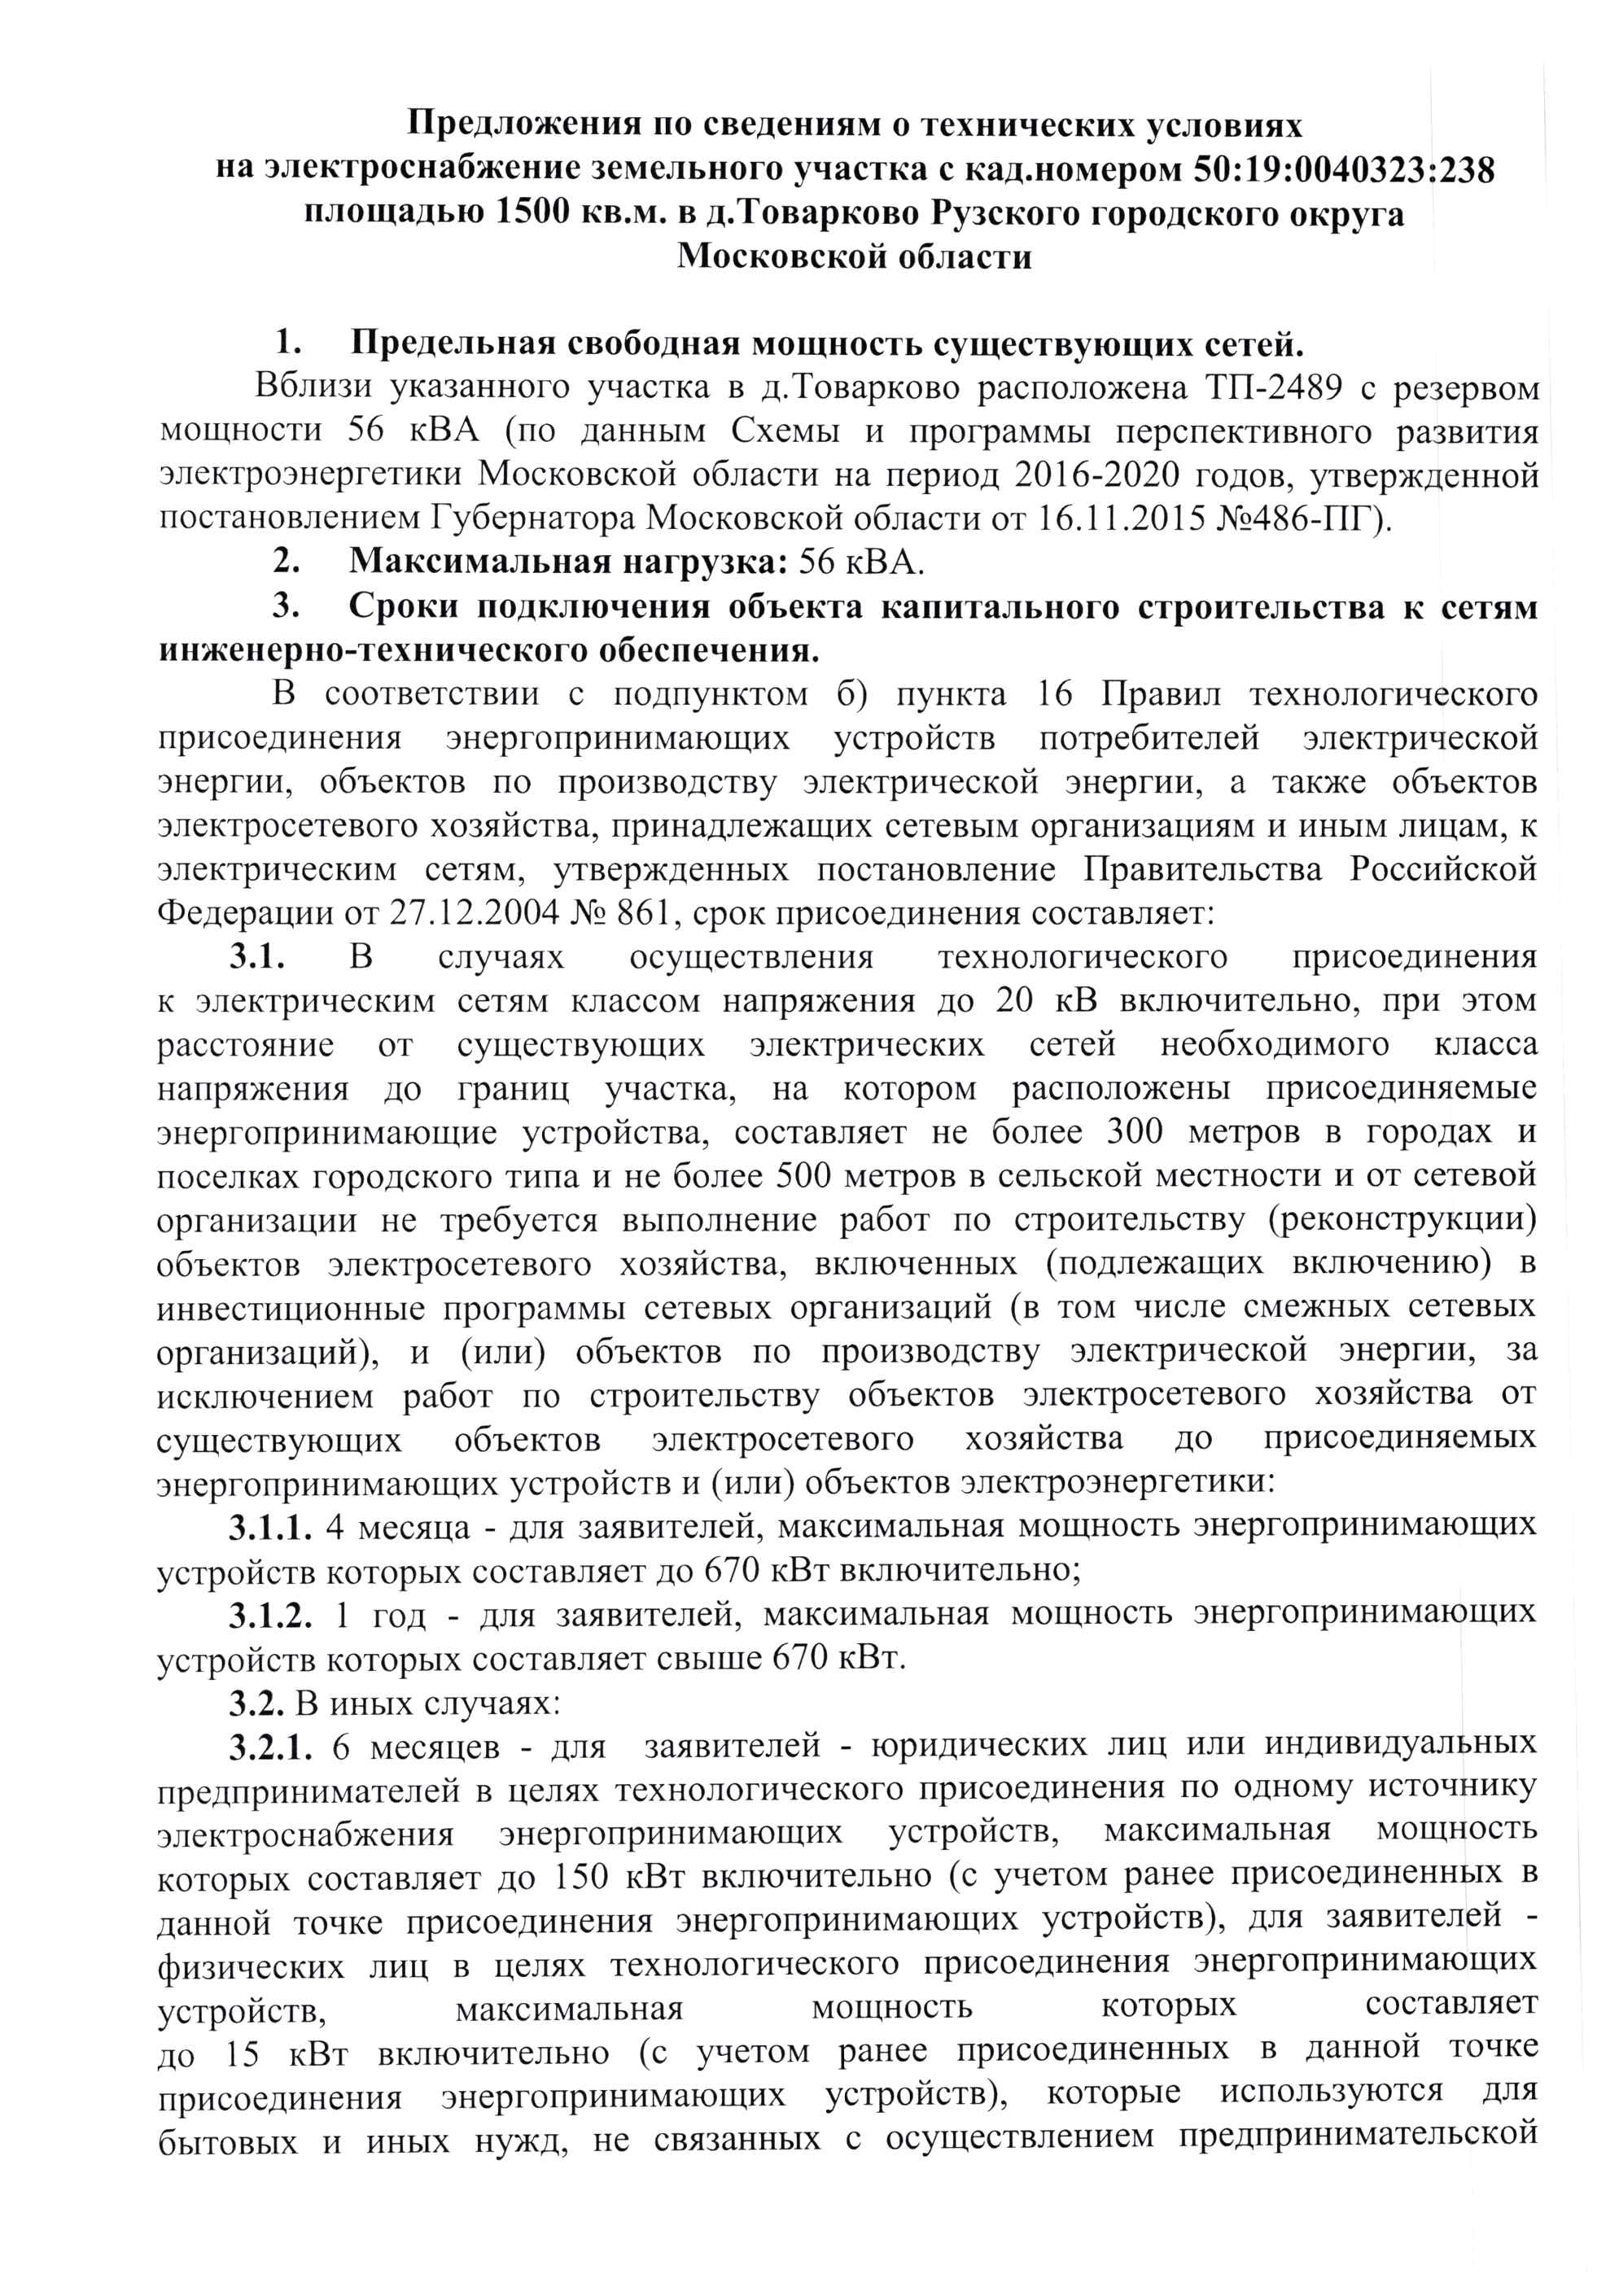 Предложения по сведениям о технических условиях
на электроснабжение земельного участка с кад.номером 50:19:0040323:238
площадью 1500 кв.м. в д.Товарково Рузского городского округа
Московской области
1. Предельная свободная мощность существующих сетей.
Вблизи указанного участка в д.Товарково расположена ТП-2489 с резервом
мощности 56 кВА (по данным Схемы и программы перспективного развития
электроэнергетики Московской области на период 2016-2020 годов, утвержденной
постановлением Губернатора Московской области от 16.11.2015 №486-ПГ).
2. Максимальная нагрузка: 56 кВА.
3. Сроки подключения объекта капитального строительства к сетям
инженерно-технического обеспечения.
В соответствии с подпунктом б) пункта 16 Правил технологического
присоединения энергопринимающих устройств потребителей электрической
энергии, объектов по производству электрической энергии, а также объектов
электросетевого хозяйства, принадлежащих сетевым организациям и иным лицам, к
электрическим сетям, утвержденных постановление Правительства Российской
Федерации от 27.12.2004 № 861, срок присоединения составляет:
3.1. В случаях осуществления технологического присоединения
к электрическим сетям классом напряжения до 20 кВ включительно, при этом
расстояние от существующих электрических сетей необходимого класса
напряжения до границ участка, на котором расположены присоединяемые
энергопринимающие устройства, составляет не более 300 метров в городах и
поселках городского типа и не более 500 метров в сельской местности и от сетевой
организации не требуется выполнение работ по строительству (реконструкции)
объектов электросетевого хозяйства, включенных (подлежащих включению) в
инвестиционные программы сетевых организаций (в том числе смежных сетевых
организаций), и (или) объектов по производству электрической энергии, за
исключением работ по строительству объектов электросетевого хозяйства от
существующих объектов электросетевого хозяйства до присоединяемых
энергопринимающих устройств и (или) объектов электроэнергетики:
3.1.1. 4 месяца - для заявителей, максимальная мощность энергопринимающих
устройств которых составляет до 670 кВт включительно;
3.1.2. 1 год - для заявителей, максимальная мощность энергопринимающих
устройств которых составляет свыше 670 кВт.
3.2. В иных случаях:
3.2.1. 6 месяцев - для заявителей - юридических лиц или индивидуальных
предпринимателей в целях технологического присоединения по одному источнику
электроснабжения энергопринимающих устройств, максимальная мощность
которых составляет до 150 кВт включительно (с учетом ранее присоединенных в
данной точке присоединения энергопринимающих устройств), для заявителей -
физических лиц в целях технологического присоединения энергопринимающих
устройств, максимальная мощность которых составляет
до 15 кВт включительно (с учетом ранее присоединенных в данной точке
присоединения энергопринимающих устройств), которые используются для
бытовых и иных нужд, не связанных с осуществлением предпринимательской